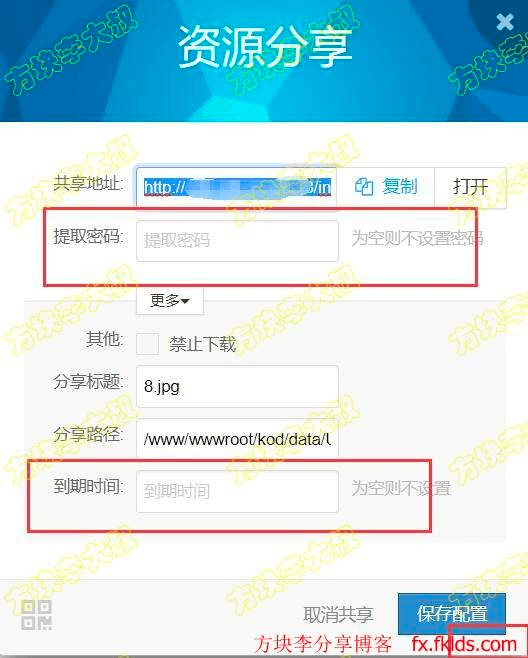 资源分享
共享地址: http:// 3/in 复制 打开
提取密码: 提取密码 为空则不设置密码
更多
其他: 禁止下载
分享标题: 8.jpg
分享路径: /www/wwwroot/kod/data/U
到期时间: 到期时间 为空则不设置
取消共享 保存配置
方块李分享博客 fx.fklds.com
方块李大叔